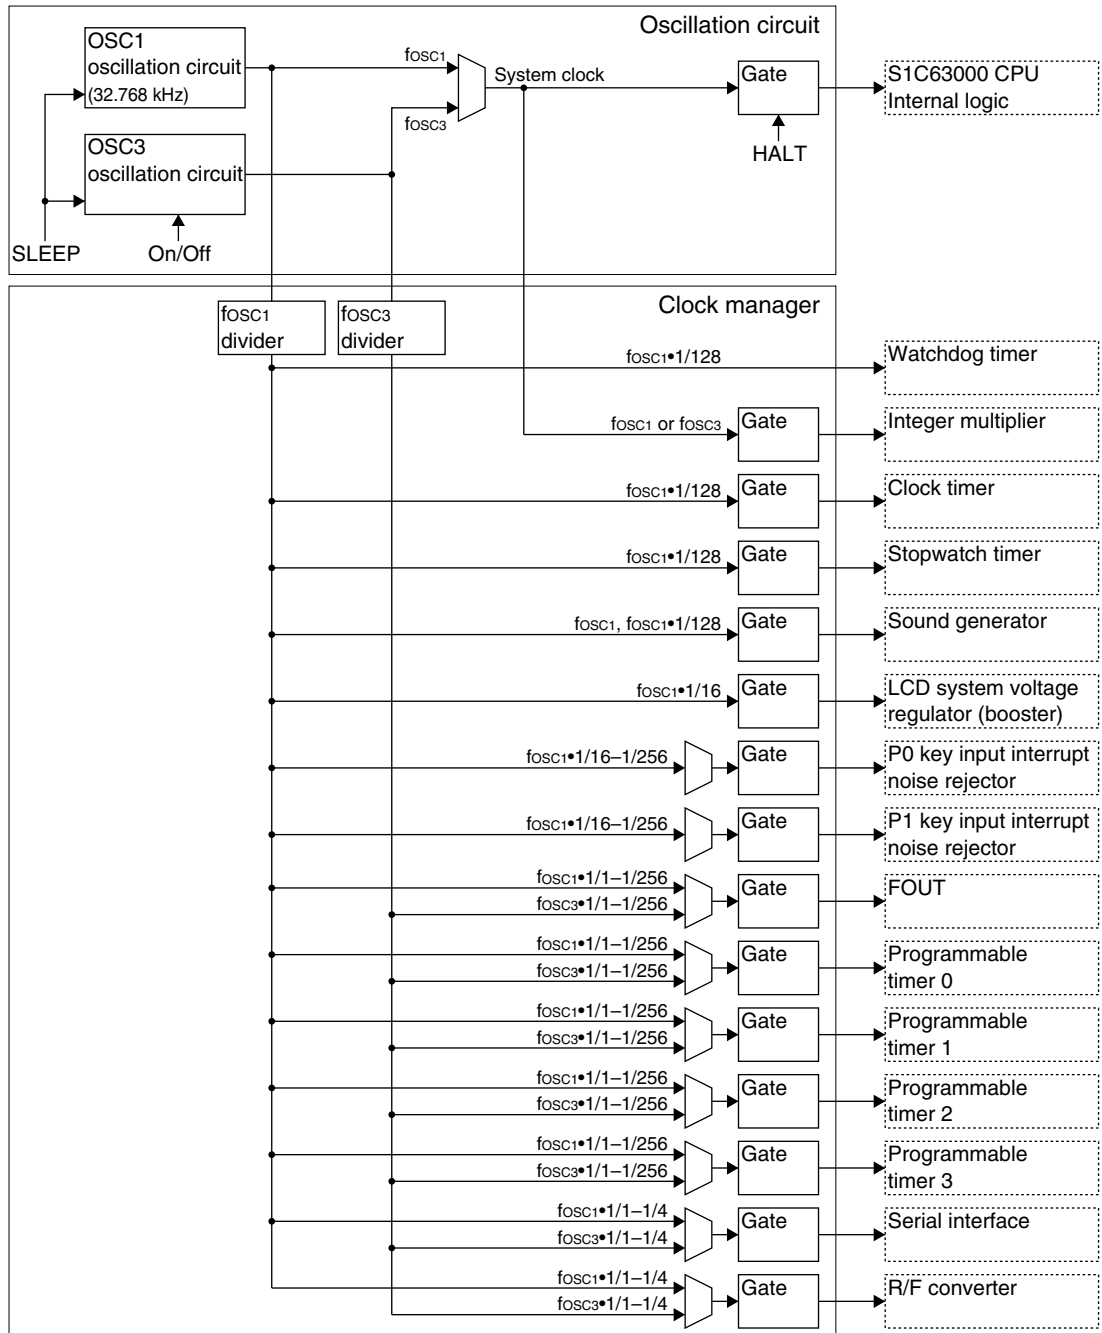 Oscillation circuit
OSC1
oscillation circuit
(32.768 kHz)
fOSC1
fOSC3
System clock
Gate
HALT
S1C63000 CPU
Internal logic
OSC3
oscillation circuit
SLEEP
On/Off
Clock manager
fOSC1
divider
fOSC3
divider
fOSC1•1/128
Watchdog timer
fOSC1 or fOSC3
Gate
Integer multiplier
fOSC1•1/128
Gate
Clock timer
fOSC1•1/128
Gate
Stopwatch timer
fOSC1, fOSC1•1/128
Gate
Sound generator
fOSC1•1/16
Gate
LCD system voltage
regulator (booster)
fOSC1•1/16–1/256
Gate
P0 key input interrupt
noise rejector
fOSC1•1/16–1/256
Gate
P1 key input interrupt
noise rejector
fOSC1•1/1–1/256
fOSC3•1/1–1/256
Gate
FOUT
fOSC1•1/1–1/256
fOSC3•1/1–1/256
Gate
Programmable
timer 0
fOSC1•1/1–1/256
fOSC3•1/1–1/256
Gate
Programmable
timer 1
fOSC1•1/1–1/256
fOSC3•1/1–1/256
Gate
Programmable
timer 2
fOSC1•1/1–1/256
fOSC3•1/1–1/256
Gate
Programmable
timer 3
fOSC1•1/1–1/4
fOSC3•1/1–1/4
Gate
Serial interface
fOSC1•1/1–1/4
fOSC3•1/1–1/4
Gate
R/F converter